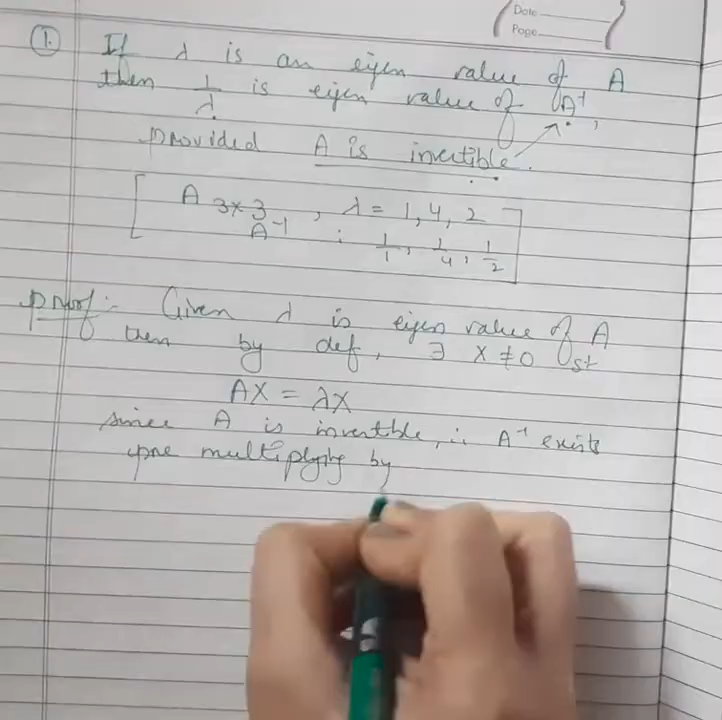 Date
Page
1. If λ is an eigen value of A
then 1/λ is eigen value of A⁻¹,
provided A is invertible.
A 3×3 , λ = 1, 4, 2
A⁻¹ : 1/1, 1/4, 1/2
proof:- Given λ is eigen value of A
then by def, ∃ X ≠ 0 st
AX = λX
since A is invertible, ∴ A⁻¹ exists
pre multiplying by